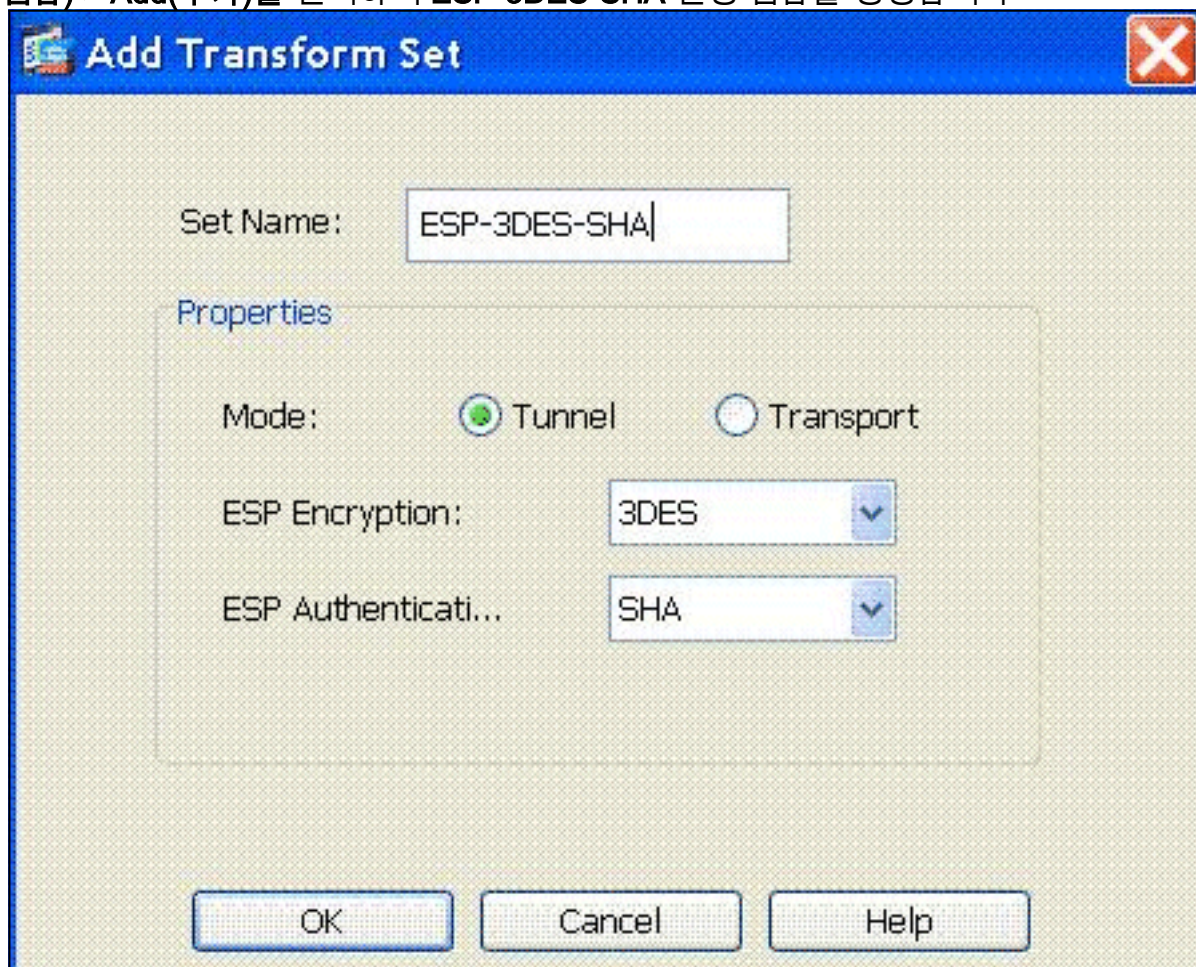 Add Transform Set
Set Name: ESP-3DES-SHA
Properties
Mode: Tunnel Transport
ESP Encryption: 3DES
ESP Authenticati... SHA
OK Cancel Help